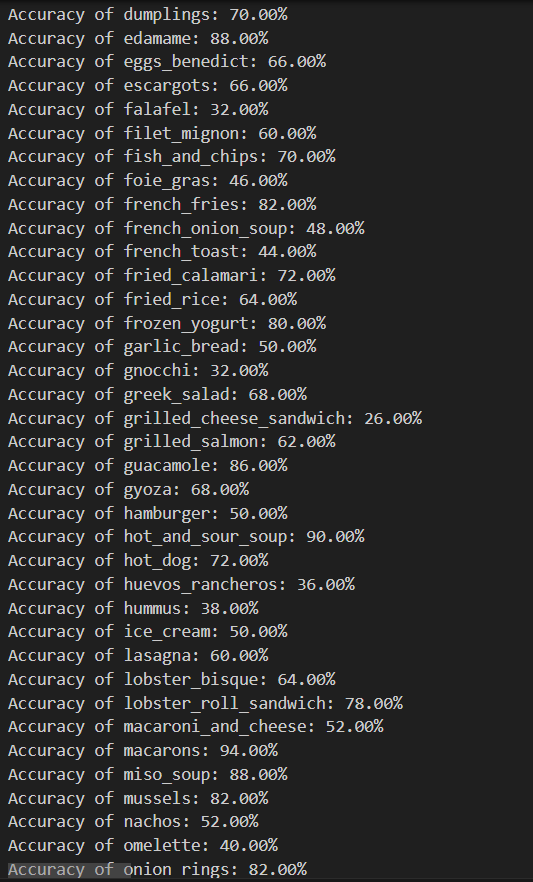 Accuracy of dumplings: 70.00%
Accuracy of edamame: 88.00%
Accuracy of eggs_benedict: 66.00%
Accuracy of escargots: 66.00%
Accuracy of falafel: 32.00%
Accuracy of filet_mignon: 60.00%
Accuracy of fish_and_chips: 70.00%
Accuracy of foie_gras: 46.00%
Accuracy of french_fries: 82.00%
Accuracy of french_onion_soup: 48.00%
Accuracy of french_toast: 44.00%
Accuracy of fried_calamari: 72.00%
Accuracy of fried_rice: 64.00%
Accuracy of frozen_yogurt: 80.00%
Accuracy of garlic_bread: 50.00%
Accuracy of gnocchi: 32.00%
Accuracy of greek_salad: 68.00%
Accuracy of grilled_cheese_sandwich: 26.00%
Accuracy of grilled_salmon: 62.00%
Accuracy of guacamole: 86.00%
Accuracy of gyoza: 68.00%
Accuracy of hamburger: 50.00%
Accuracy of hot_and_sour_soup: 90.00%
Accuracy of hot_dog: 72.00%
Accuracy of huevos_rancheros: 36.00%
Accuracy of hummus: 38.00%
Accuracy of ice_cream: 50.00%
Accuracy of lasagna: 60.00%
Accuracy of lobster_bisque: 64.00%
Accuracy of lobster_roll_sandwich: 78.00%
Accuracy of macaroni_and_cheese: 52.00%
Accuracy of macarons: 94.00%
Accuracy of miso_soup: 88.00%
Accuracy of mussels: 82.00%
Accuracy of nachos: 52.00%
Accuracy of omelette: 40.00%
Accuracy of onion rings: 82.00%